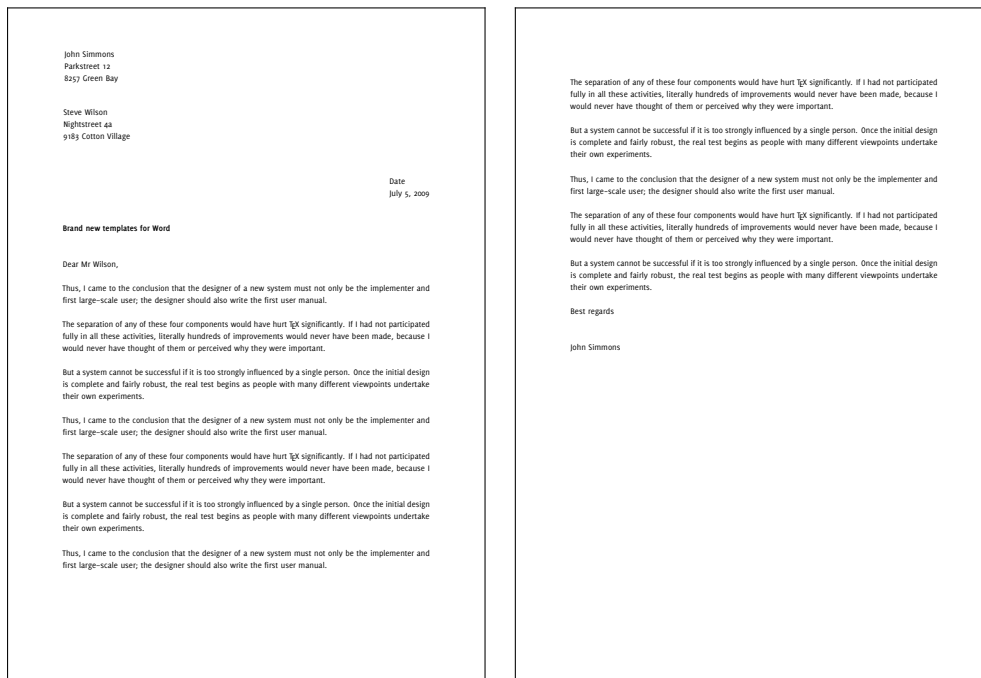 John Simmons
Parkstreet 12
8257 Green Bay
Steve Wilson
Nightstreet 4a
9183 Cotton Village
Date
July 5, 2009
Brand new templates for Word
Dear Mr Wilson,
Thus, I came to the conclusion that the designer of a new system must not only be the implementer and
first large-scale user; the designer should also write the first user manual.
The separation of any of these four components would have hurt TEX significantly. If I had not participated
fully in all these activities, literally hundreds of improvements would never have been made, because I
would never have thought of them or perceived why they were important.
But a system cannot be successful if it is too strongly influenced by a single person. Once the initial design
is complete and fairly robust, the real test begins as people with many different viewpoints undertake
their own experiments.
Thus, I came to the conclusion that the designer of a new system must not only be the implementer and
first large-scale user; the designer should also write the first user manual.
The separation of any of these four components would have hurt TEX significantly. If I had not participated
fully in all these activities, literally hundreds of improvements would never have been made, because I
would never have thought of them or perceived why they were important.
But a system cannot be successful if it is too strongly influenced by a single person. Once the initial design
is complete and fairly robust, the real test begins as people with many different viewpoints undertake
their own experiments.
Thus, I came to the conclusion that the designer of a new system must not only be the implementer and
first large-scale user; the designer should also write the first user manual.
The separation of any of these four components would have hurt TEX significantly. If I had not participated
fully in all these activities, literally hundreds of improvements would never have been made, because I
would never have thought of them or perceived why they were important.
But a system cannot be successful if it is too strongly influenced by a single person. Once the initial design
is complete and fairly robust, the real test begins as people with many different viewpoints undertake
their own experiments.
Thus, I came to the conclusion that the designer of a new system must not only be the implementer and
first large-scale user; the designer should also write the first user manual.
The separation of any of these four components would have hurt TEX significantly. If I had not participated
fully in all these activities, literally hundreds of improvements would never have been made, because I
would never have thought of them or perceived why they were important.
But a system cannot be successful if it is too strongly influenced by a single person. Once the initial design
is complete and fairly robust, the real test begins as people with many different viewpoints undertake
their own experiments.
Best regards
John Simmons